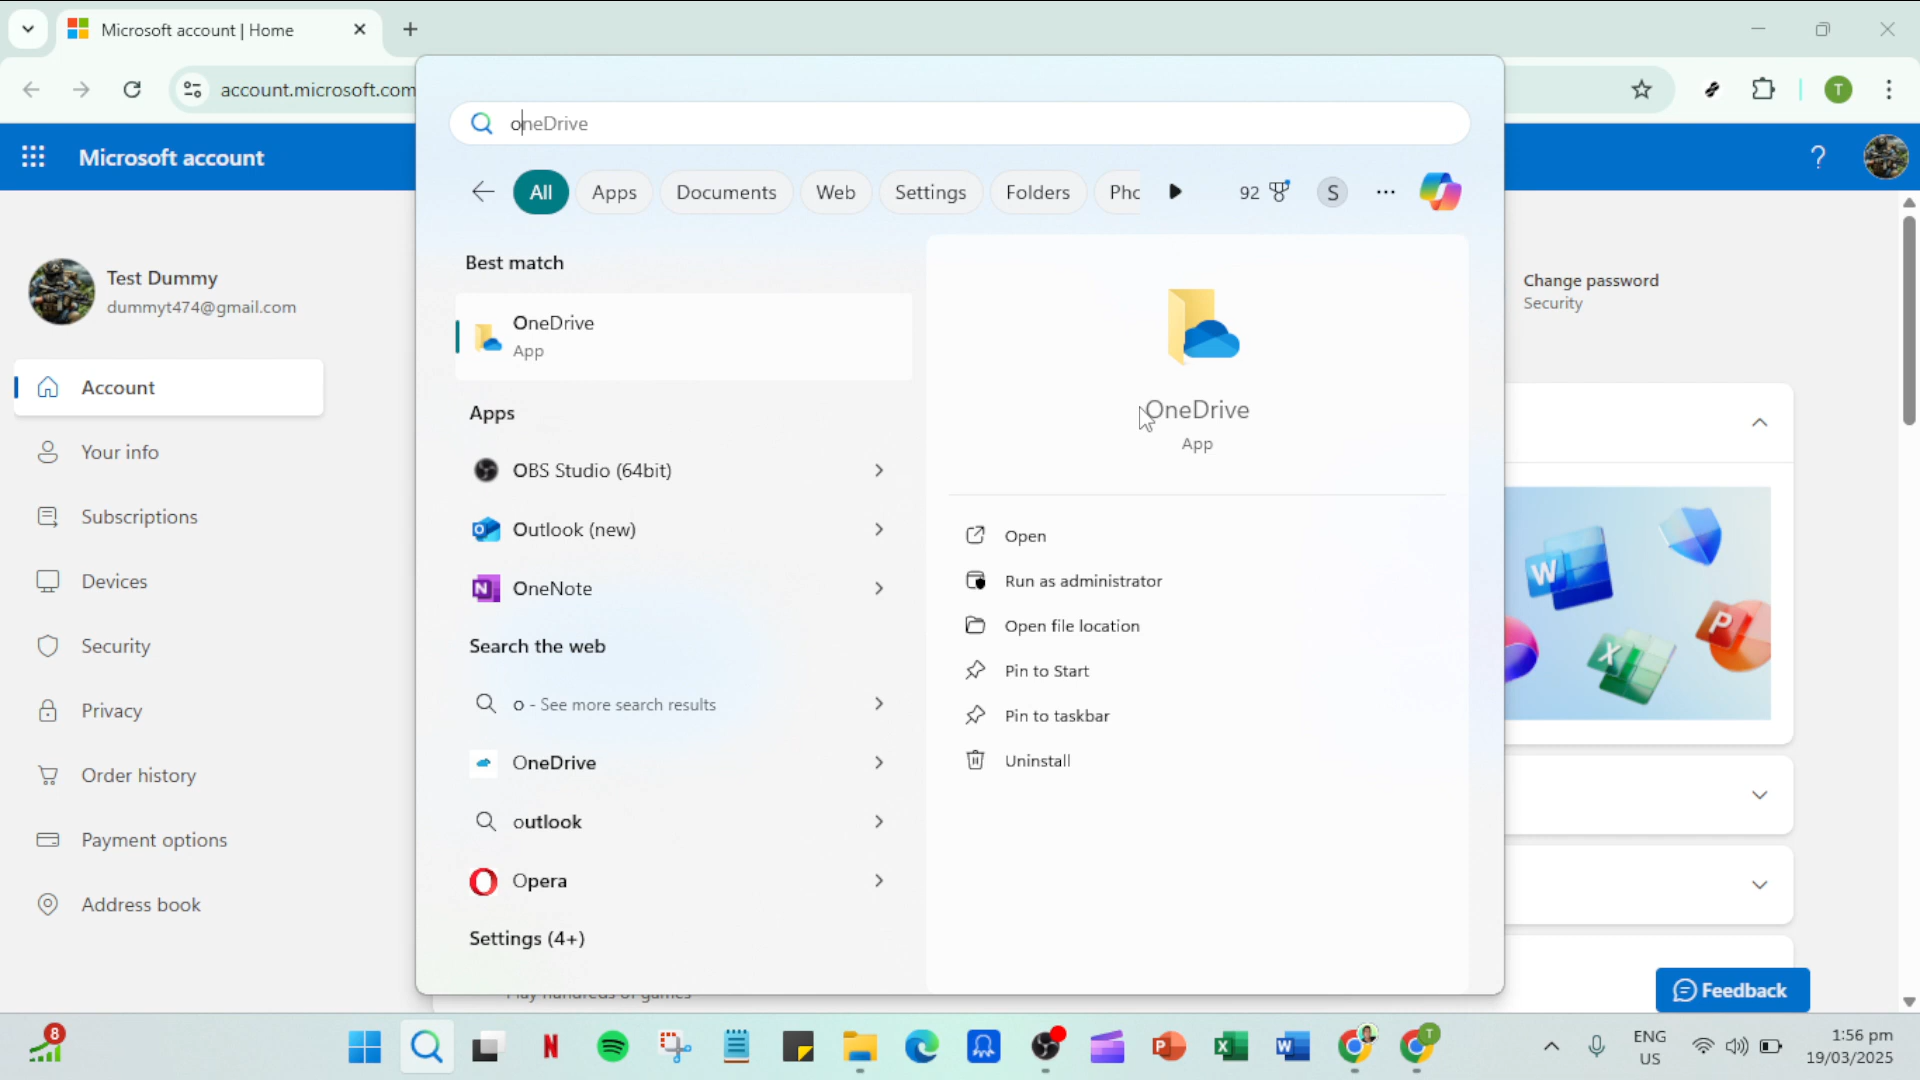 Microsoft account | Home
account.microsoft.com
T
oneDrive
Microsoft account
?
All
Apps
Documents
Web
Settings
Folders
Phc
92
S
Test Dummy
dummyt474@gmail.com
Account
Your info
Subscriptions
Devices
Security
Privacy
Order history
Payment options
Address book
Best match
OneDrive
App
Apps
OBS Studio (64bit)
Outlook (new)
OneNote
Search the web
o - See more search results
OneDrive
outlook
Opera
Settings (4+)
OneDrive
App
Open
Run as administrator
Open file location
Pin to Start
Pin to taskbar
Uninstall
Change password
Security
W
X
P
Play hundreds of games
Feedback
8
ENG
US
1:56 pm
19/03/2025